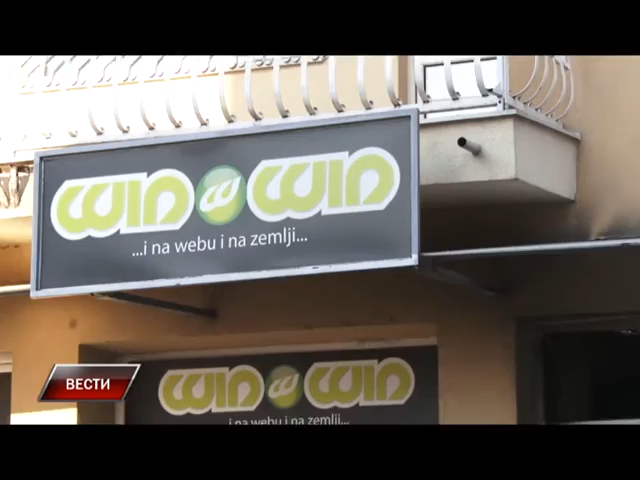 win w win
...i na webu i na zemlji...
win w win
...i na webu i na zemlji...
ВЕСТИ